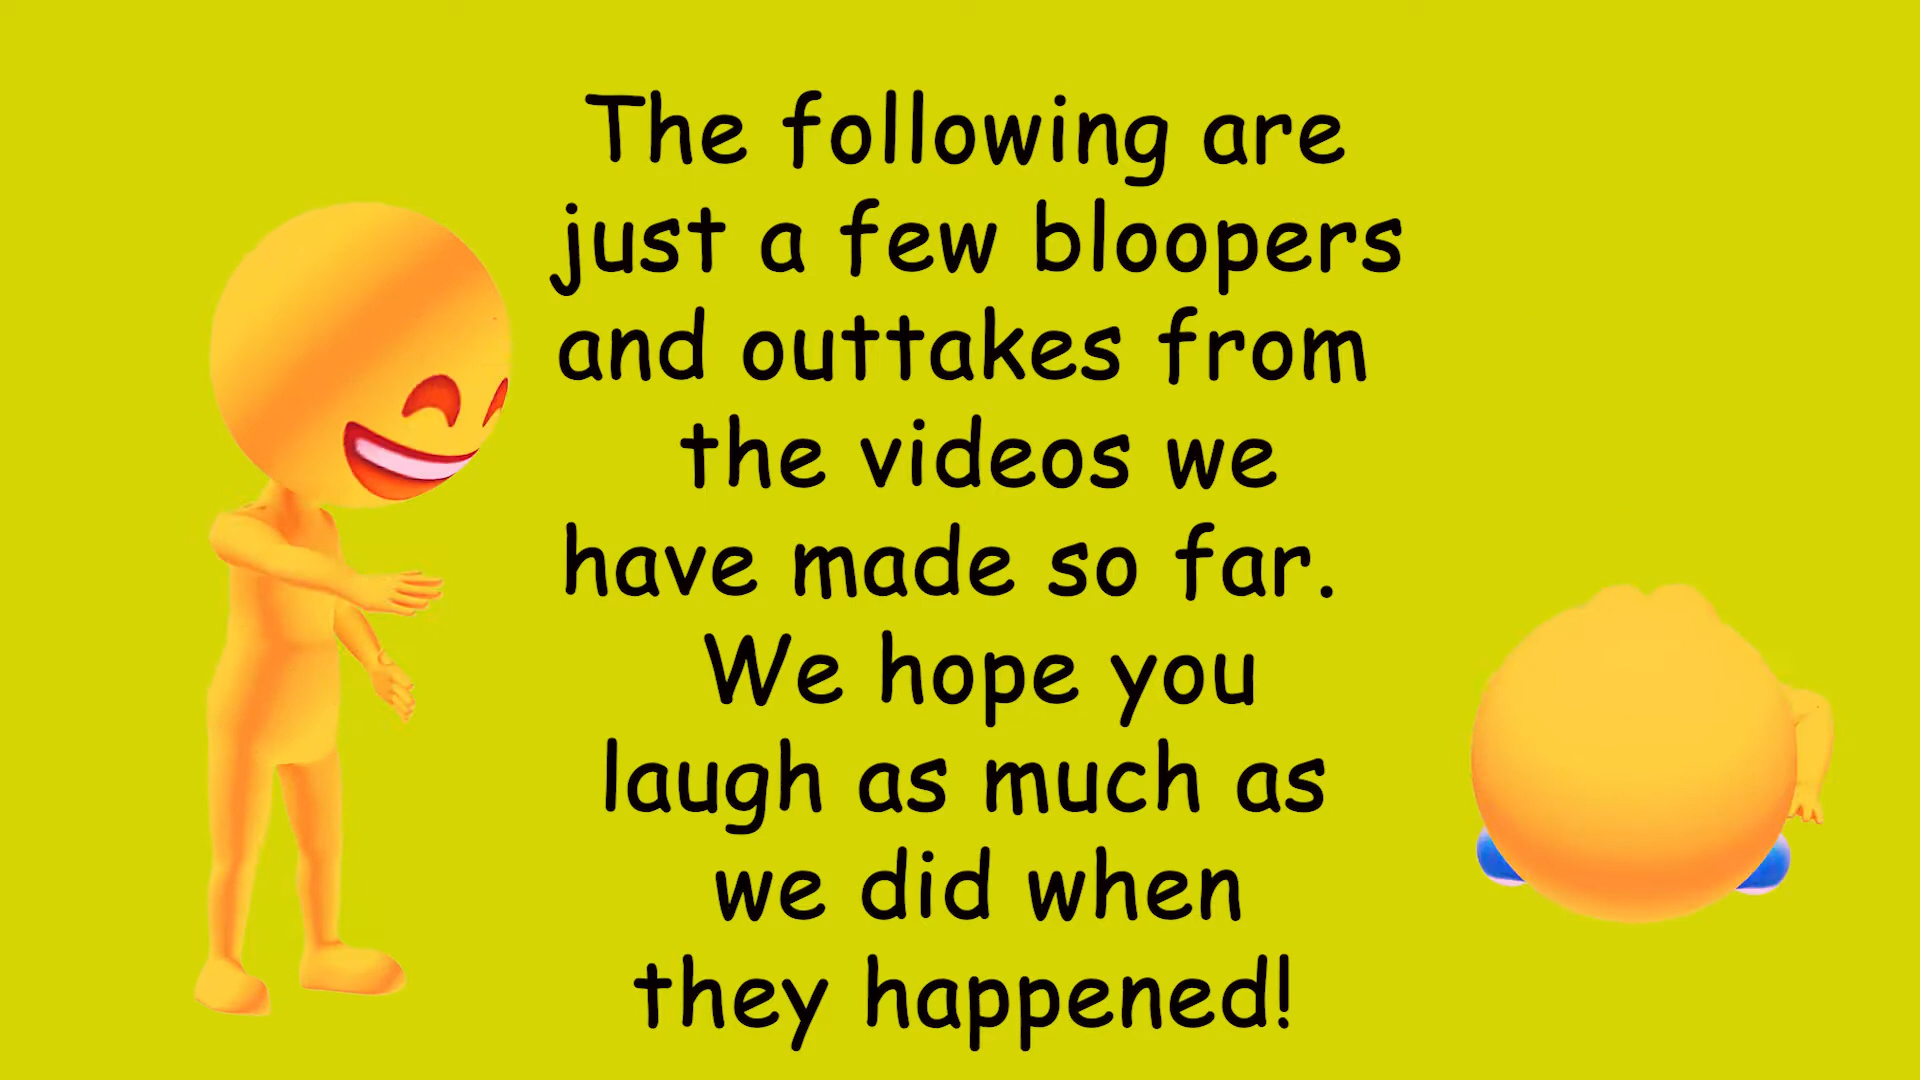 The following are
just a few bloopers
and outtakes from
the videos we
have made so far.
We hope you
laugh as much as
we did when
they happened!